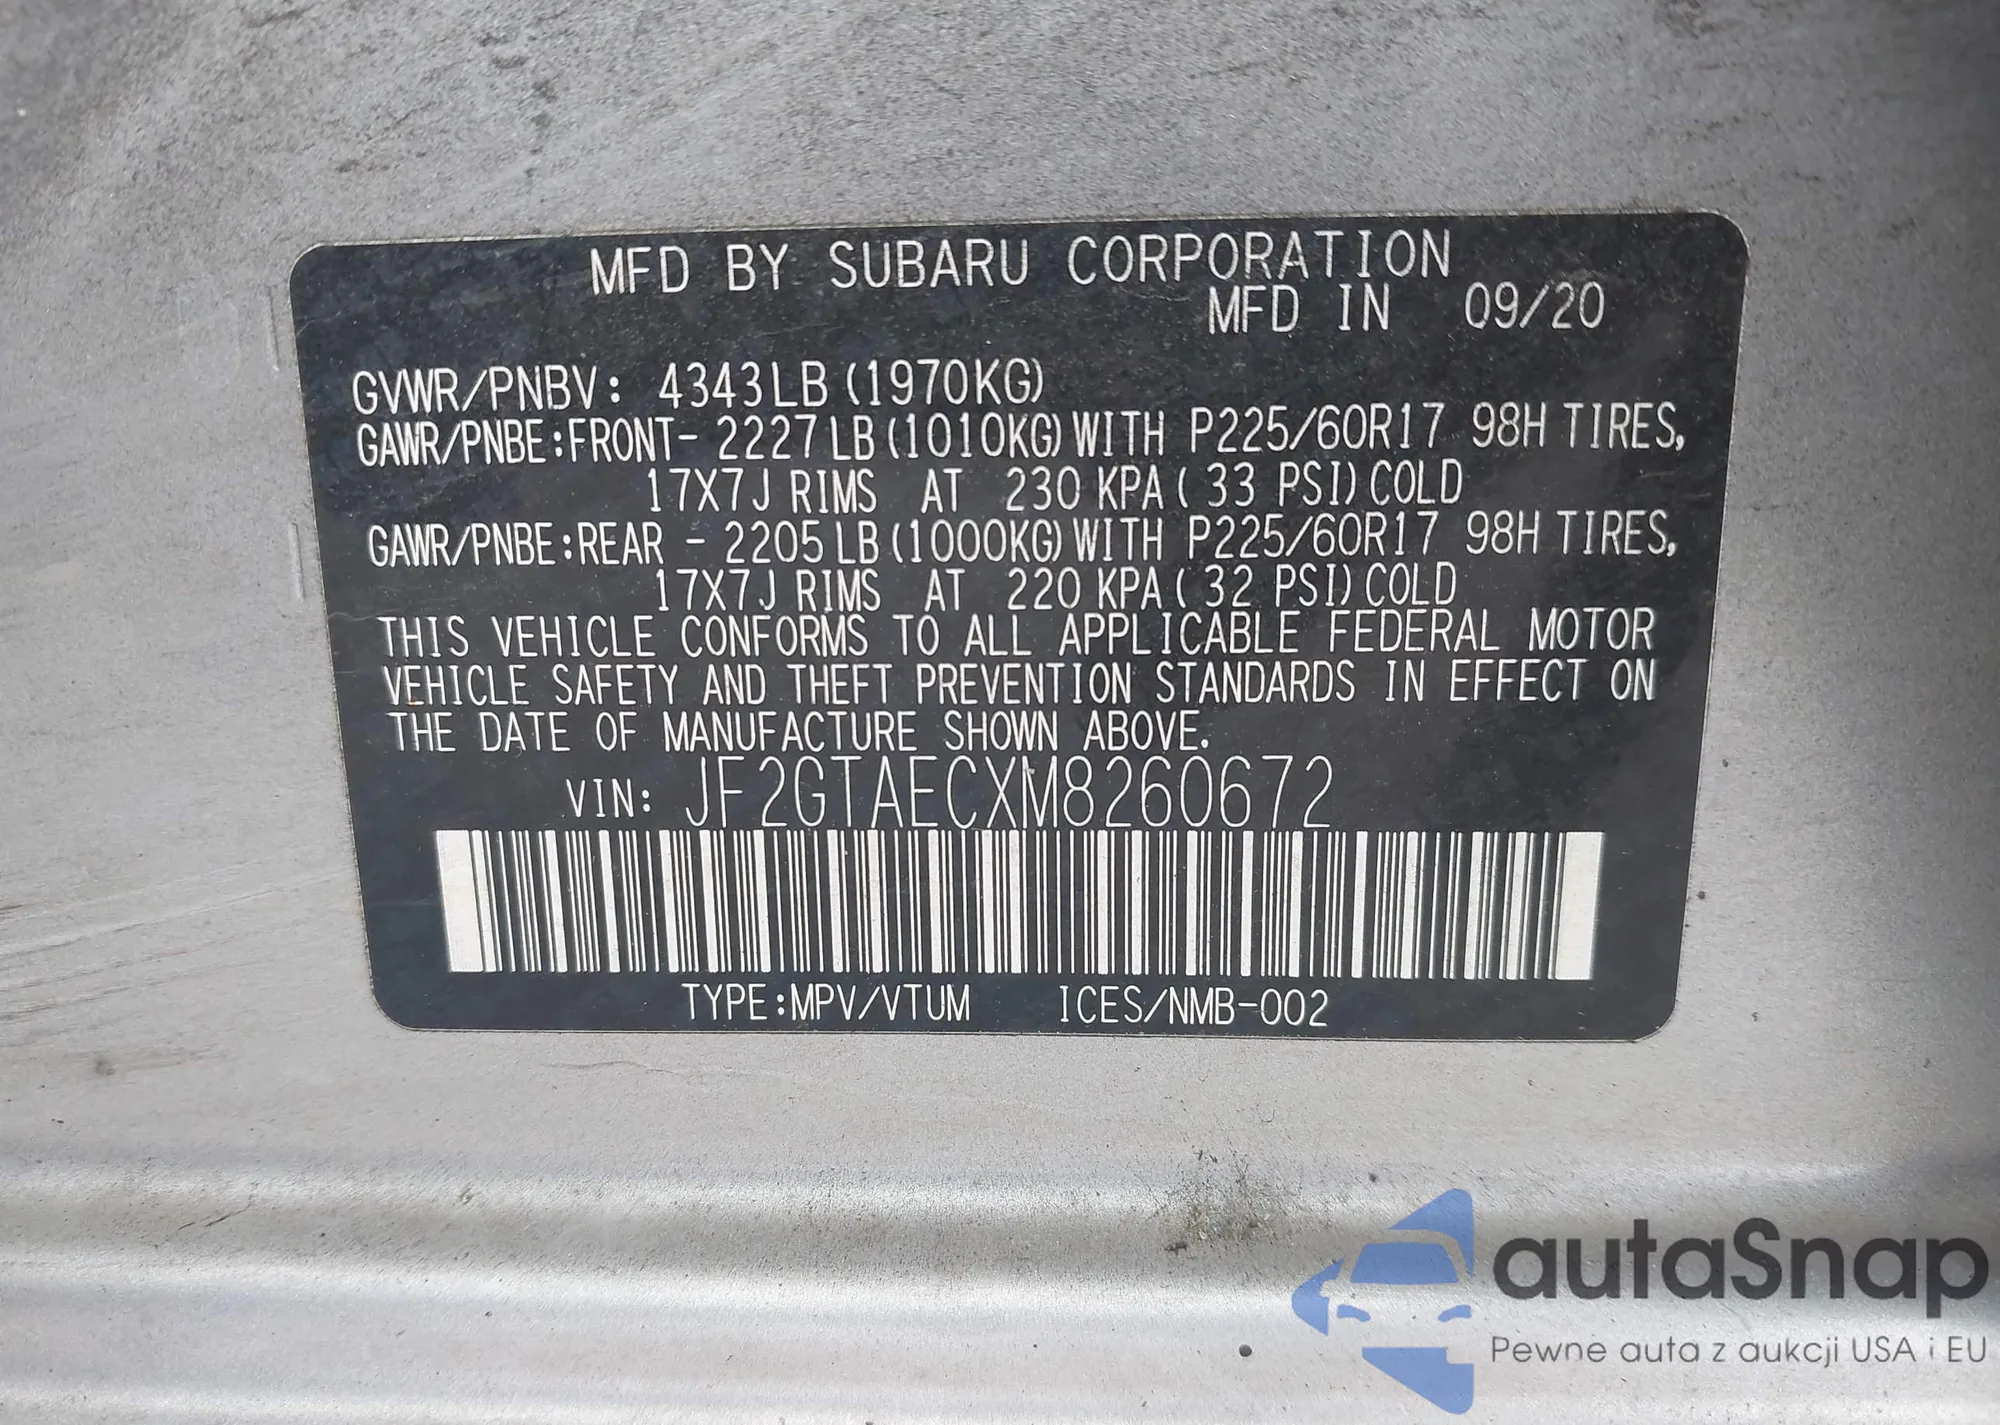 MFD BY SUBARU CORPORATION
MFD IN 09/20
GVWR/PNBV: 4343LB(1970KG)
GAWR/PNBE:FRONT- 2227LB(1010KG)WITH P225/60R17 98H TIRES,
17X7J RIMS AT 230 KPA( 33 PSI)COLD
GAWR/PNBE:REAR - 2205LB(1000KG)WITH P225/60R17 98H TIRES,
17X7J RIMS AT 220 KPA( 32 PSI)COLD
THIS VEHICLE CONFORMS TO ALL APPLICABLE FEDERAL MOTOR
VEHICLE SAFETY AND THEFT PREVENTION STANDARDS IN EFFECT ON
THE DATE OF MANUFACTURE SHOWN ABOVE.
VIN: JF2GTAECXM8260672
TYPE:MPV/VTUM ICES/NMB-002
autaSnap
Pewne auta z aukcji USA i EU